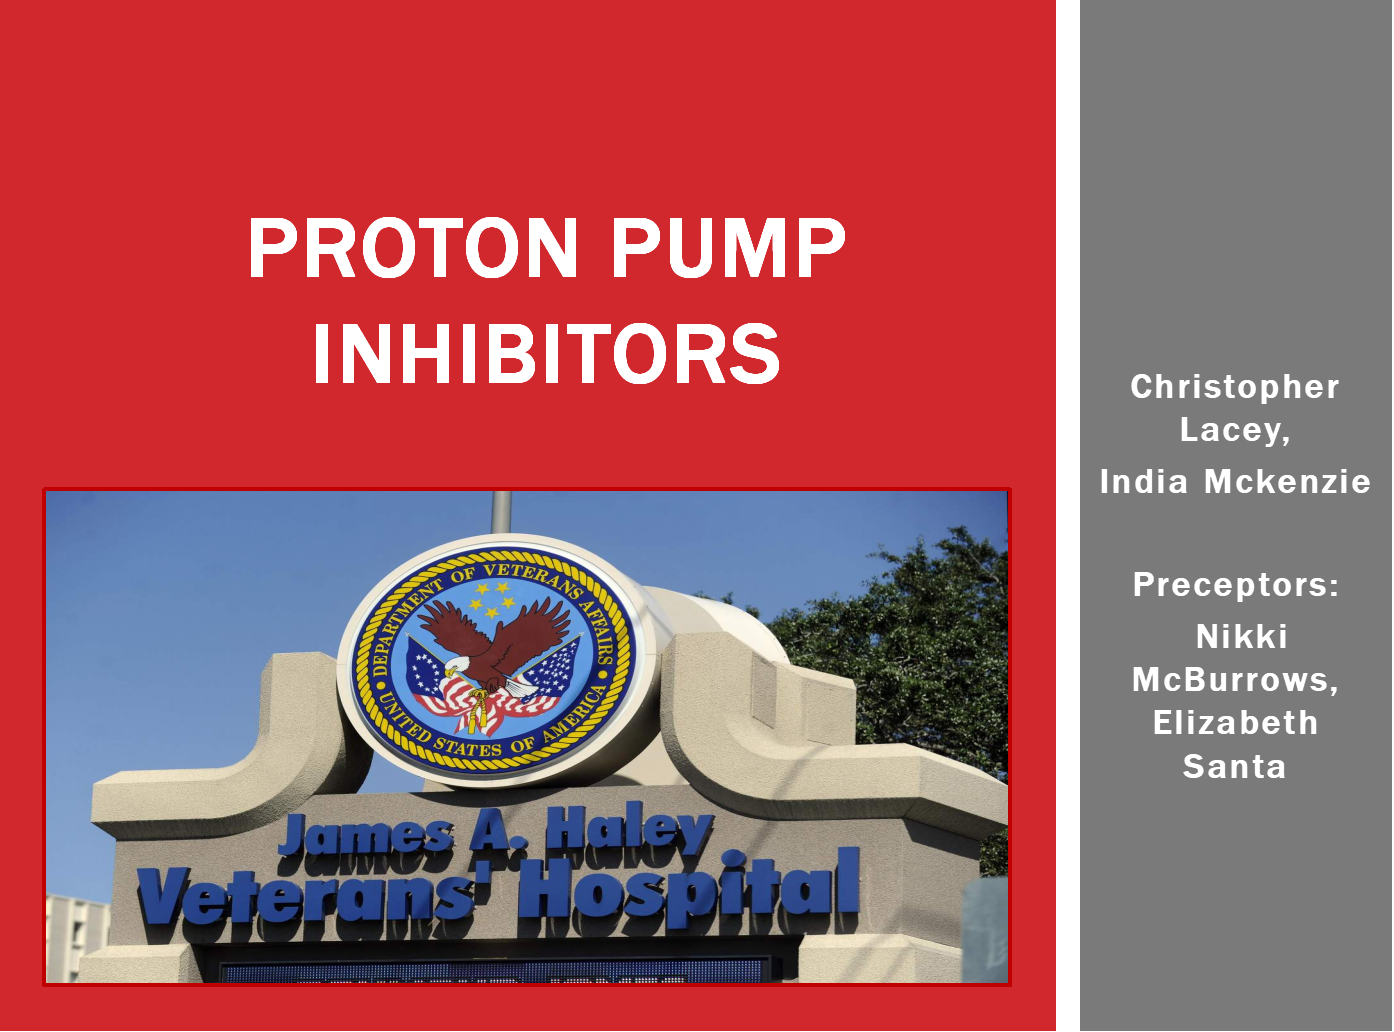 PROTON PUMP
INHIBITORS
Christopher
Lacey,
India Mckenzie
Preceptors:
Nikki
McBurrows,
Elizabeth
Santa
DEPARTMENT OF VETERANS AFFAIRS
UNITED STATES OF AMERICA
James A. Haley
Veterans' Hospital